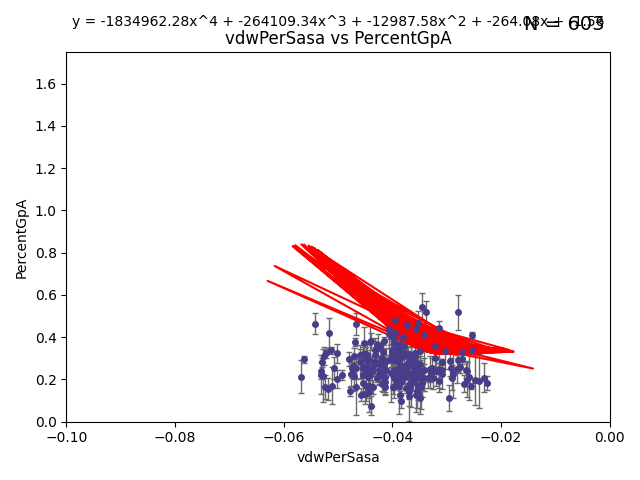 y = -1834962.28x^4 + -264109.34x^3 + -12987.58x^2 + -264.08x +
N = 603
vdwPerSasa vs PercentGpA
1.6
1.4
1.2
1.0
0.8
0.6
0.4
0.2
0.0
PercentGpA
−0.10 −0.08 −0.06 −0.04 −0.02 0.00
vdwPerSasa